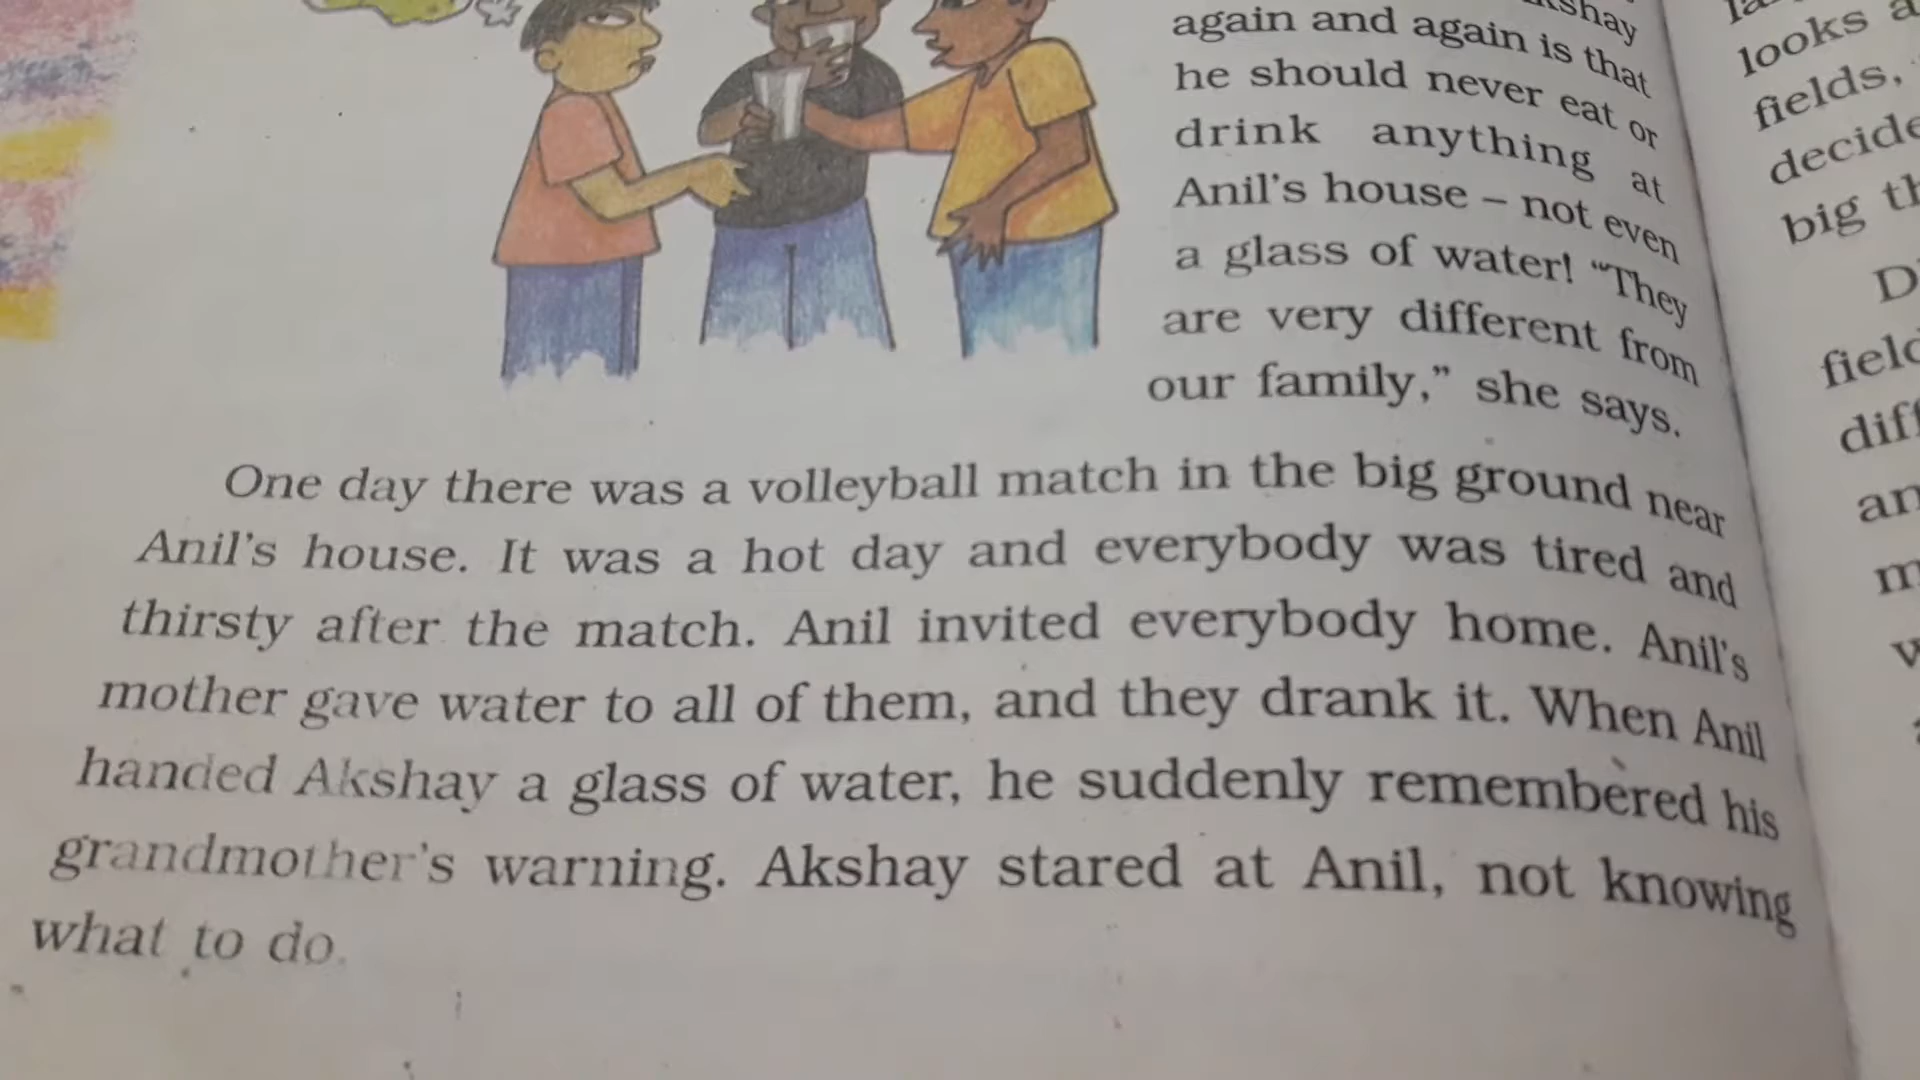 again and again is that
he should never eat or
drink anything at
Anil's house – not even
a glass of water! “They
are very different from
our family,” she says.
One day there was a volleyball match in the big ground near
Anil's house. It was a hot day and everybody was tired and
thirsty after the match. Anil invited everybody home. Anil's
mother gave water to all of them, and they drank it. When Anil
handed Akshay a glass of water, he suddenly remembered his
grandmother's warning. Akshay stared at Anil, not knowing
what to do.
looks
fields,
big